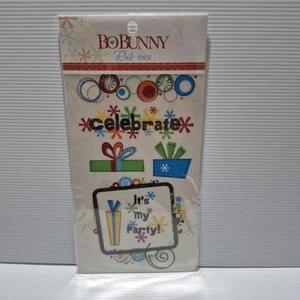 BOBUNNY
Rub-ons
celebrate
It's
my
Party!